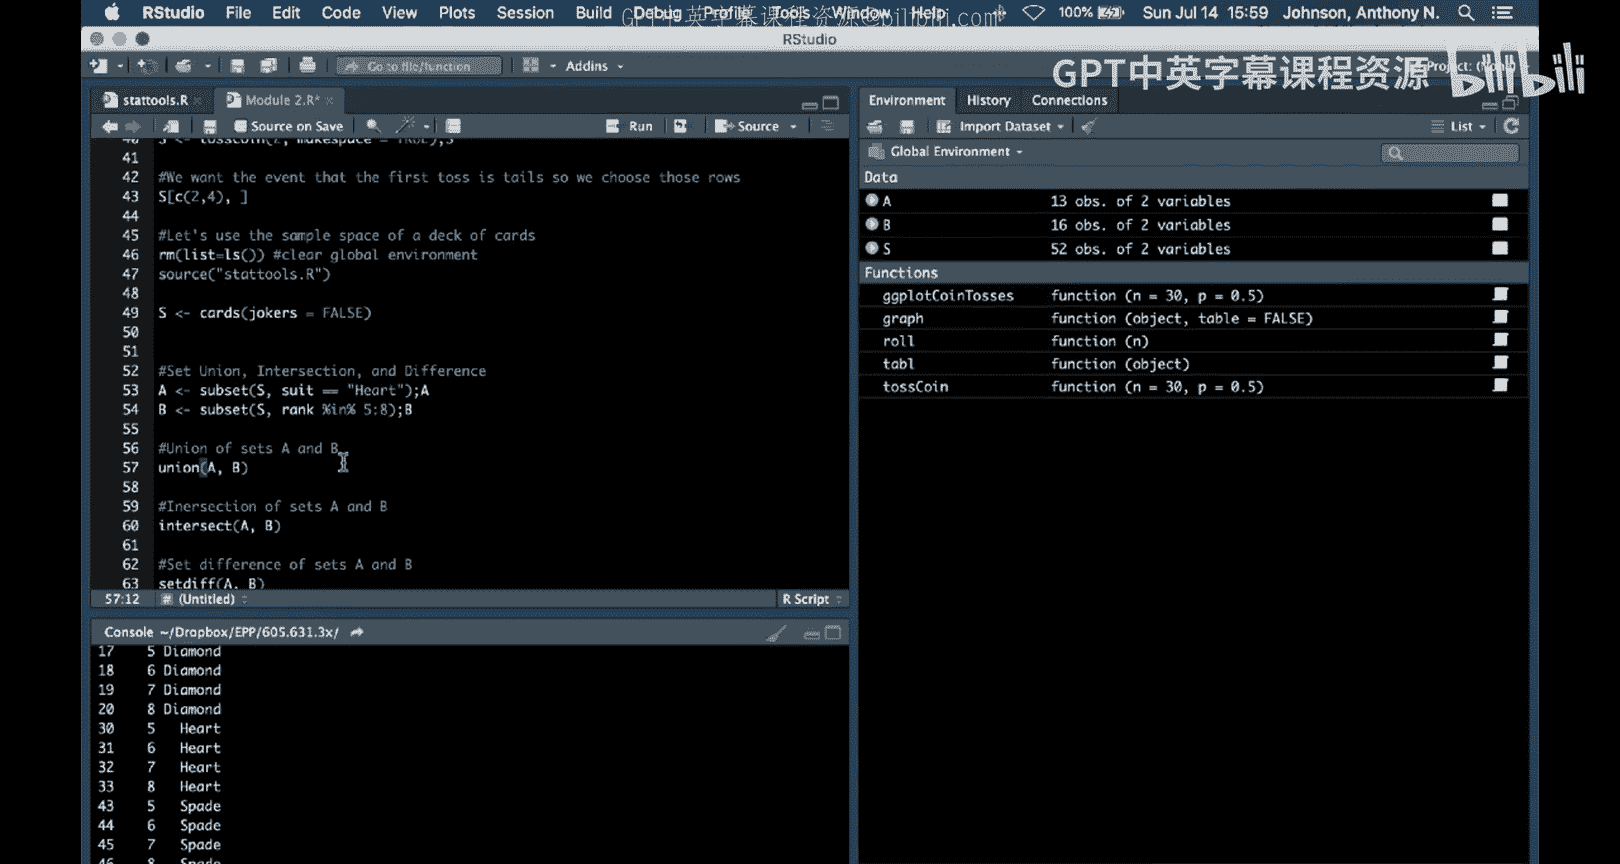 RStudio File Edit Code View Plots Session Build Debug Profile Tools Window Help 100% Sun Jul 14 15:59 Johnson, Anthony N.
RStudio
Go to file/function Addins
GPT中英字幕课程资源 bilibili
stattools.R Module 2.R*
Source on Save Run Source
41
42 #We want the event that the first toss is tails so we choose those rows
43 S[c(2,4), ]
44
45 #Let's use the sample space of a deck of cards
46 rm(list=ls()) #clear global environment
47 source("stattools.R")
48
49 S <- cards(jokers = FALSE)
50
51
52 #Set Union, Intersection, and Difference
53 A <- subset(S, suit == "Heart");A
54 B <- subset(S, rank %in% 5:8);B
55
56 #Union of sets A and B
57 union(A, B)
58
59 #Inersection of sets A and B
60 intersect(A, B)
61
62 #Set difference of sets A and B
63 setdiff(A, B)
57:12 # (Untitled) R Script
Console ~/Dropbox/EPP/605.631.3x/
17 5 Diamond
18 6 Diamond
19 7 Diamond
20 8 Diamond
30 5 Heart
31 6 Heart
32 7 Heart
33 8 Heart
43 5 Spade
44 6 Spade
45 7 Spade
46 8 Spade
Environment History Connections
Import Dataset List
Global Environment
Data
A 13 obs. of 2 variables
B 16 obs. of 2 variables
S 52 obs. of 2 variables
Functions
ggplotCoinTosses function (n = 30, p = 0.5)
graph function (object, table = FALSE)
roll function (n)
tabl function (object)
tossCoin function (n = 30, p = 0.5)